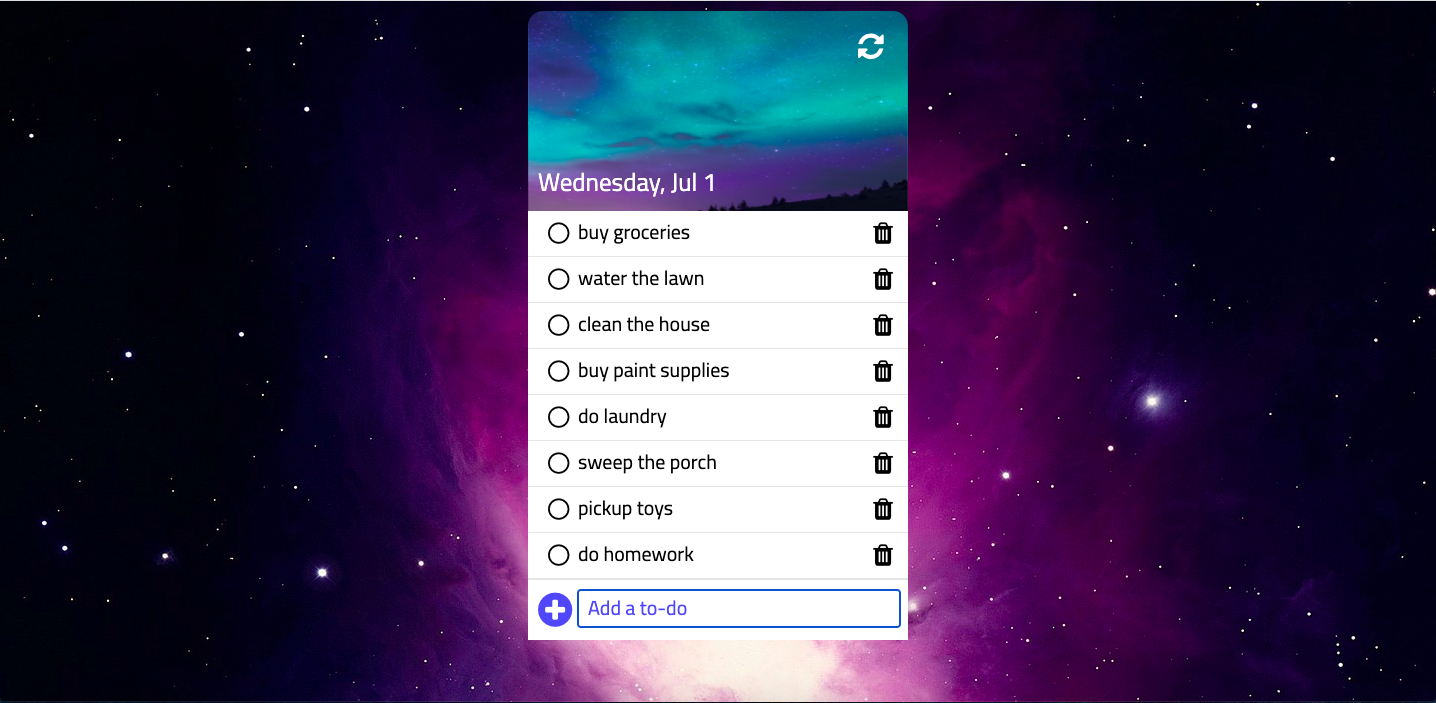 Wednesday, Jul 1
buy groceries
water the lawn
clean the house
buy paint supplies
do laundry
sweep the porch
pickup toys
do homework
Add a to-do